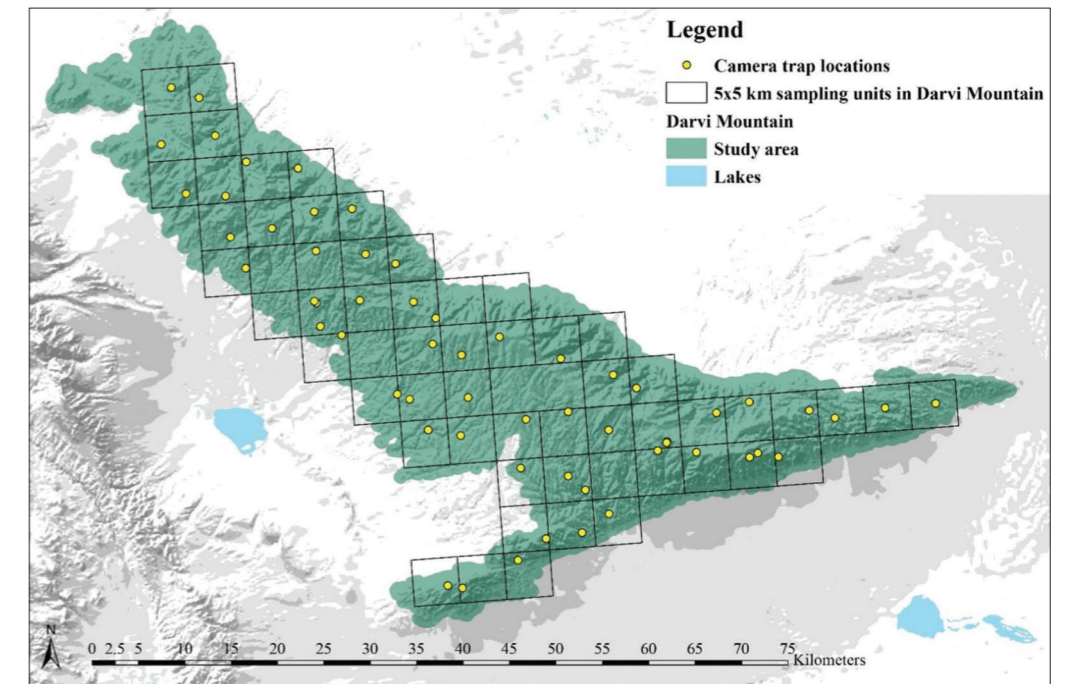 Legend
Camera trap locations
5x5 km sampling units in Darvi Mountain
Darvi Mountain
Study area
Lakes
N
0 2.5 5 10 15 20 25 30 35 40 45 50 55 60 65 70 75
Kilometers